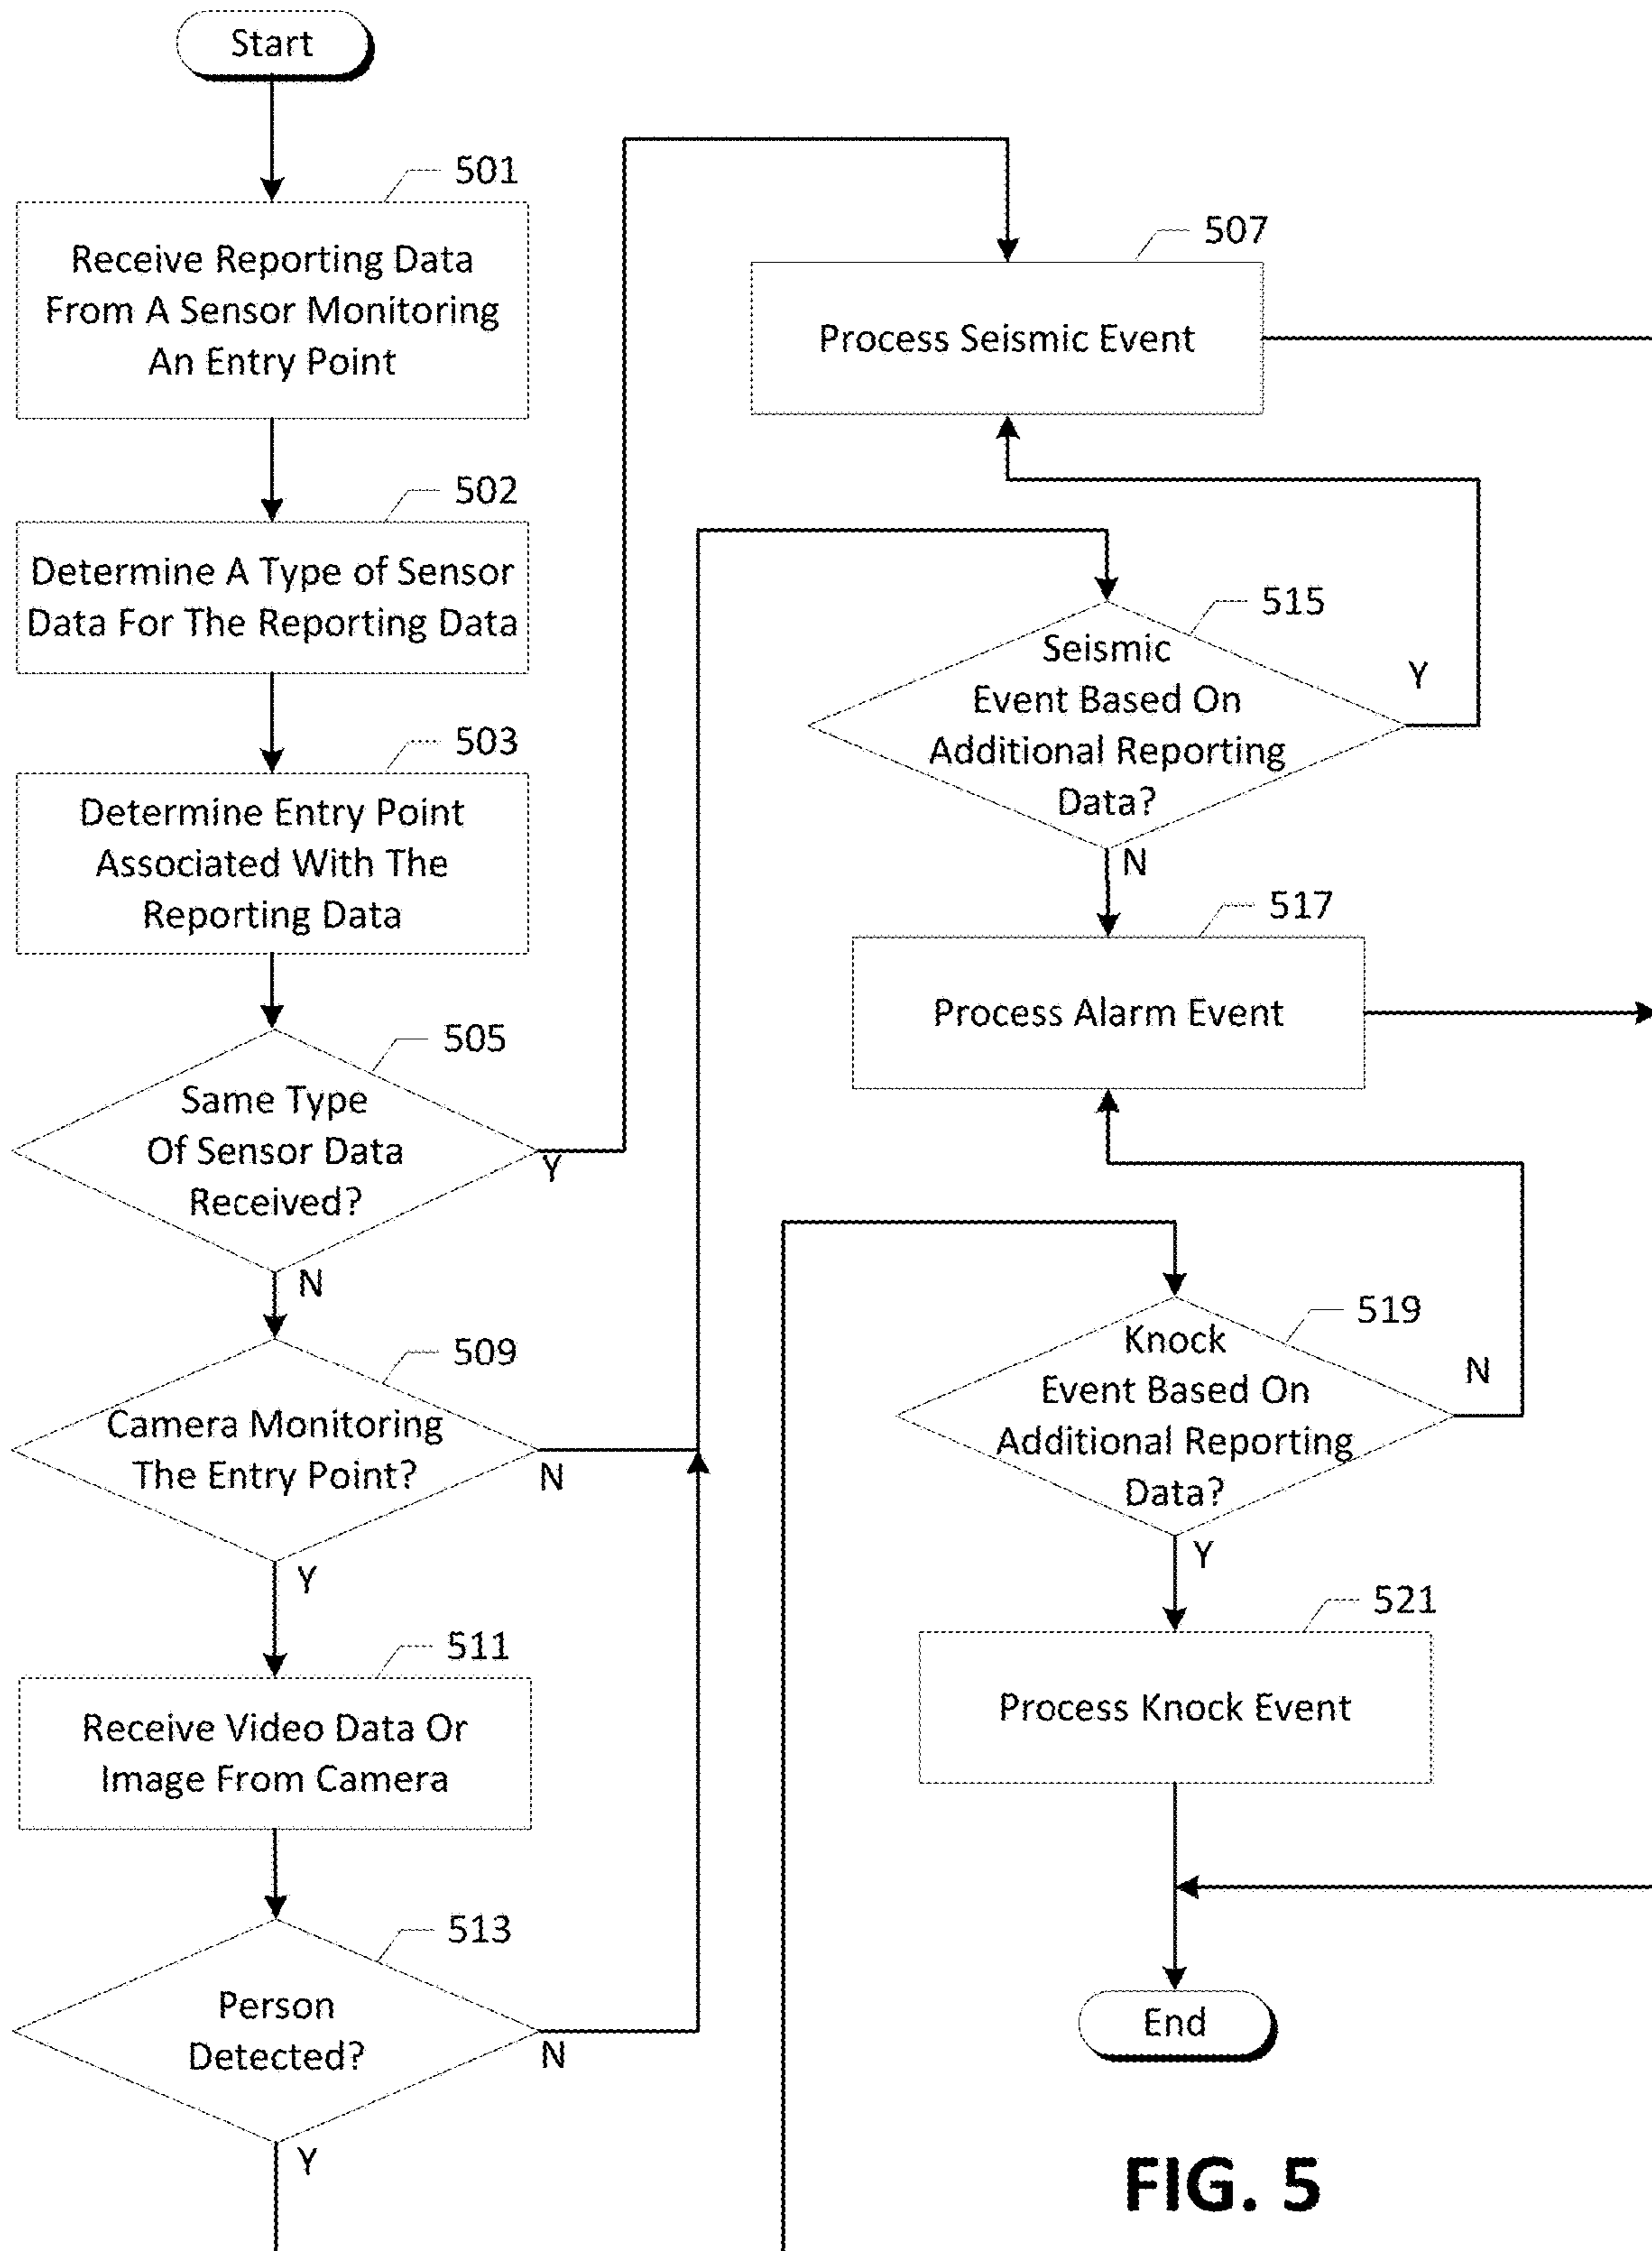 Start
501
Receive Reporting Data
From A Sensor Monitoring
An Entry Point
502
Determine A Type of Sensor
Data For The Reporting Data
503
Determine Entry Point
Associated With The
Reporting Data
505
Same Type
Of Sensor Data
Received?
Y
N
509
Camera Monitoring
The Entry Point?
N
Y
511
Receive Video Data Or
Image From Camera
513
Person
Detected?
N
Y
507
Process Seismic Event
515
Seismic
Event Based On
Additional Reporting
Data?
Y
N
517
Process Alarm Event
519
Knock
Event Based On
Additional Reporting
Data?
N
Y
521
Process Knock Event
End
FIG. 5